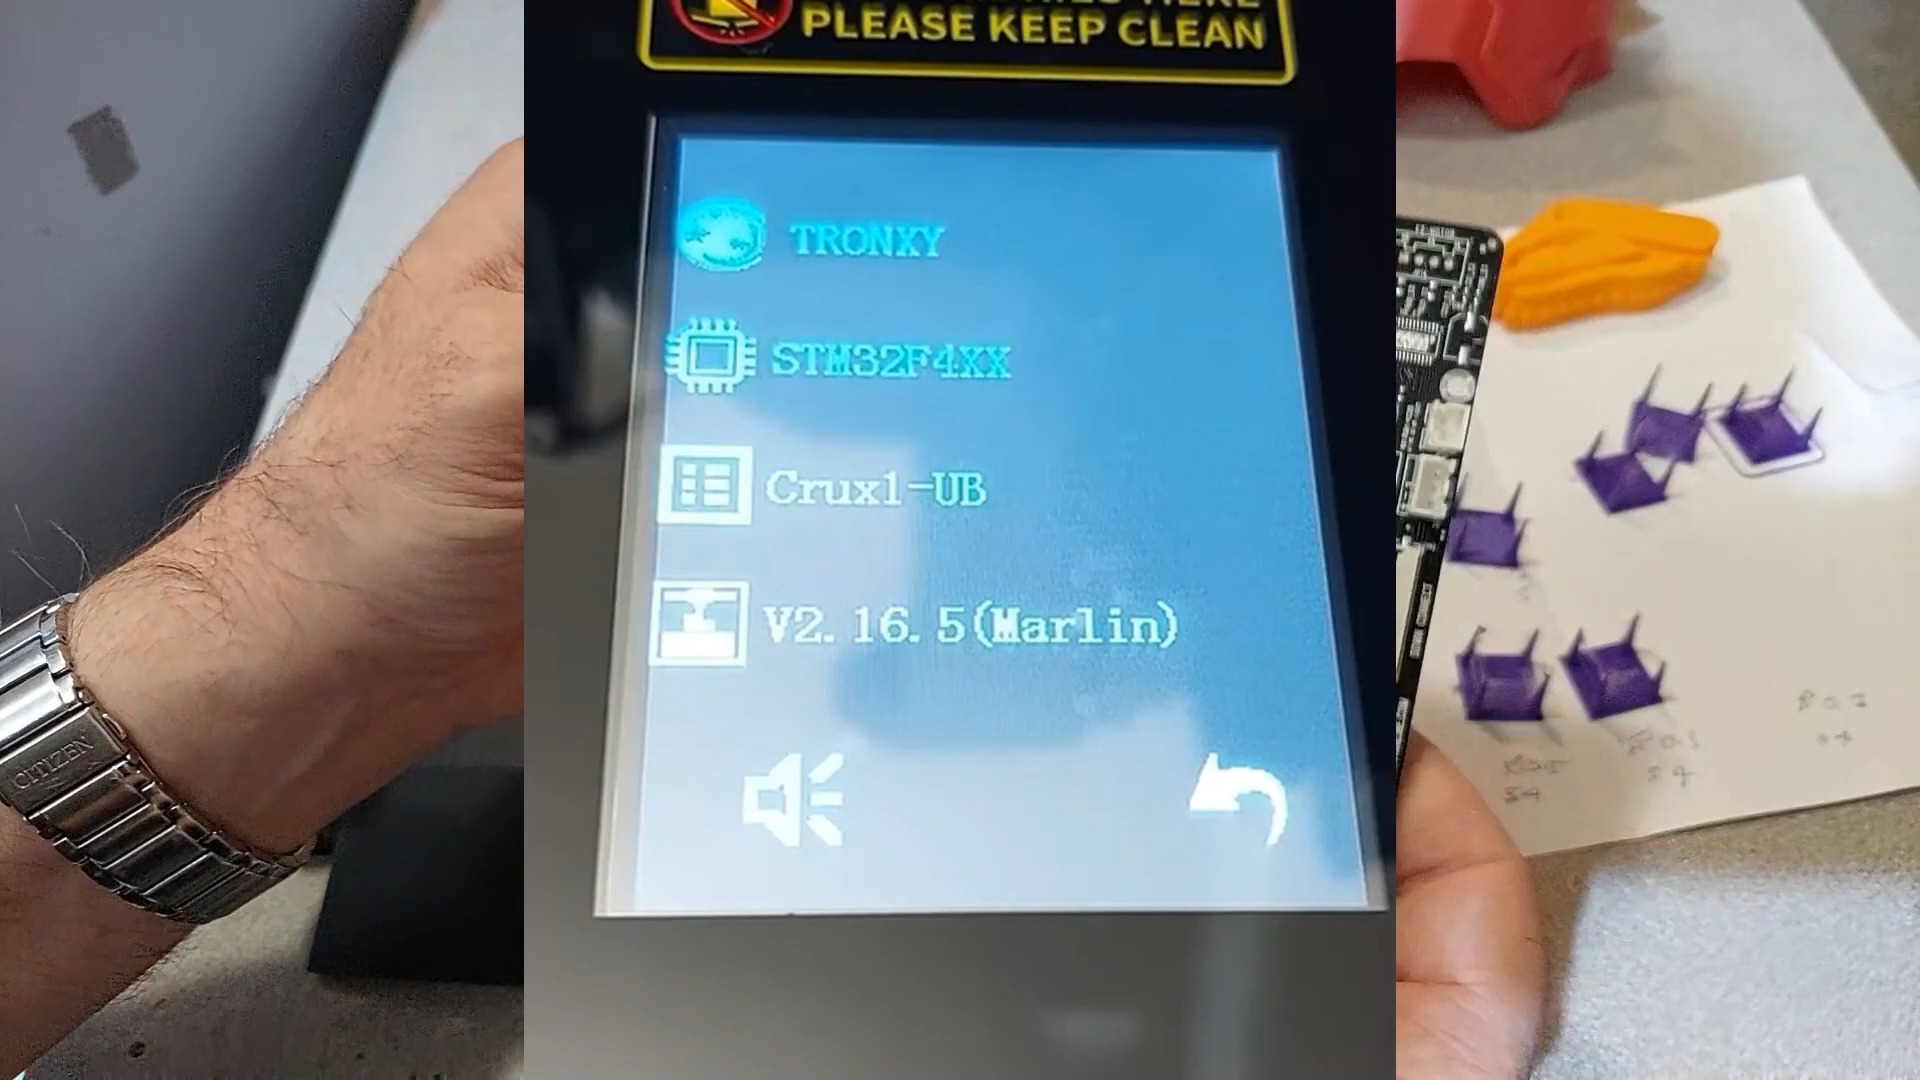 PLEASE KEEP CLEAN
TRONXY
STM32F4XX
Crux1-UB
V2.16.5(Marlin)
CITIZEN